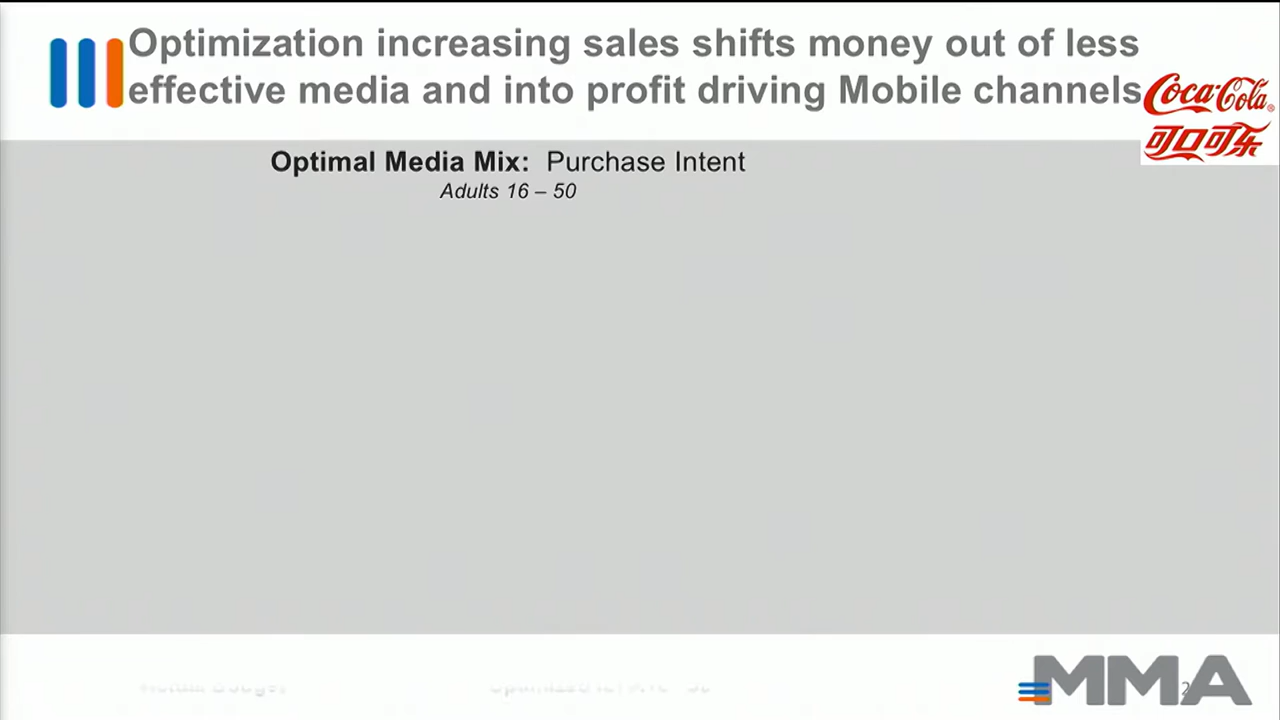 Optimization increasing sales shifts money out of less
effective media and into profit driving Mobile channels
Coca-Cola
可口可乐
Optimal Media Mix: Purchase Intent
Adults 16 – 50
MMA